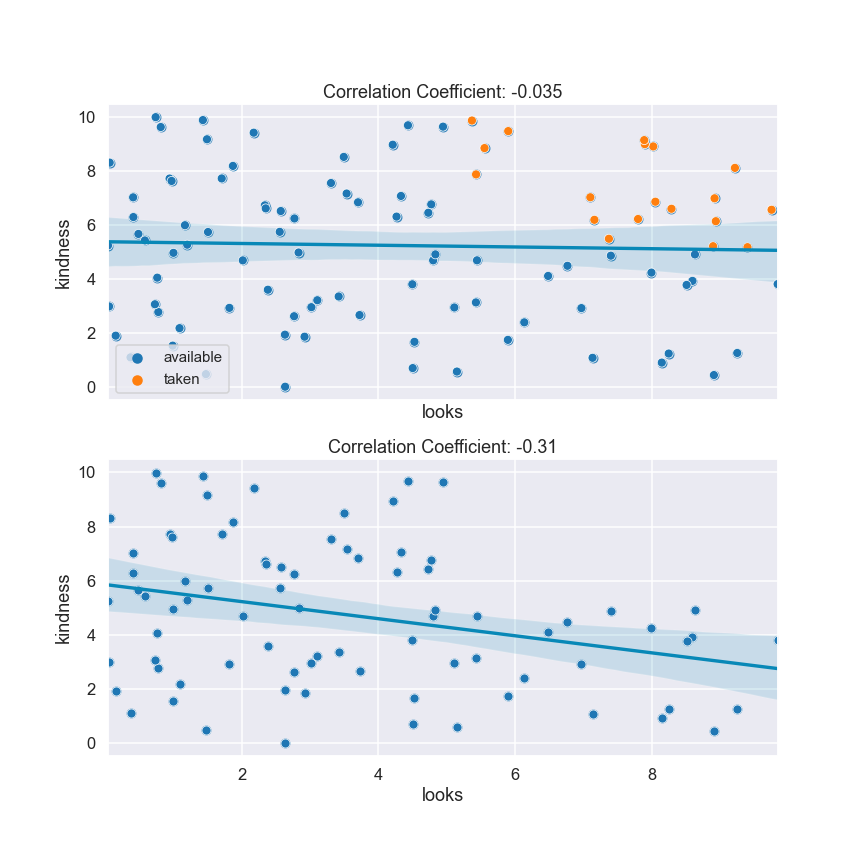 Correlation Coefficient: -0.035
10
8
6
4
2
0
kindness
available
taken
looks
Correlation Coefficient: -0.31
10
8
6
4
2
0
kindness
2 4 6 8
looks